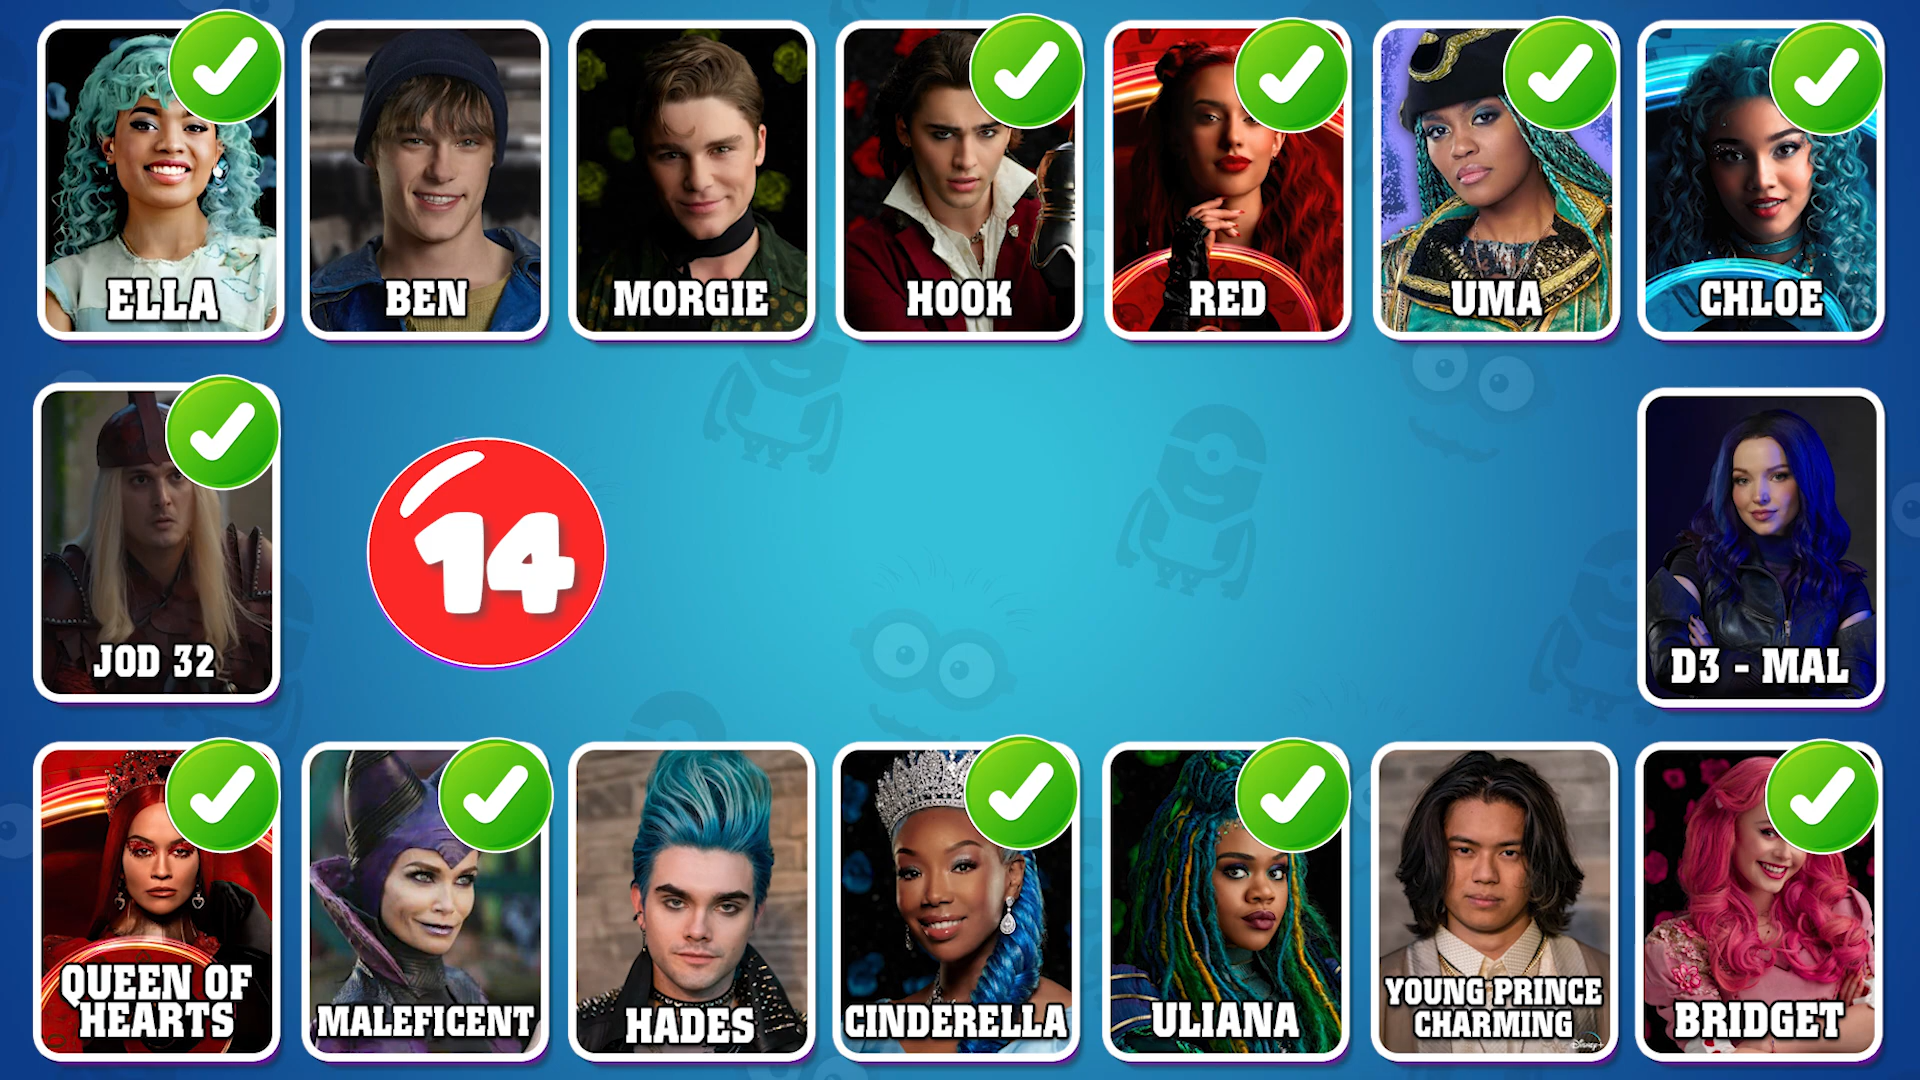 ELLA
BEN
MORGIE
HOOK
RED
UMA
CHLOE
JOD 32
14
D3 - MAL
QUEEN OF
HEARTS
MALEFICENT
HADES
CINDERELLA
ULIANA
YOUNG PRINCE
CHARMING
Disney+
BRIDGET